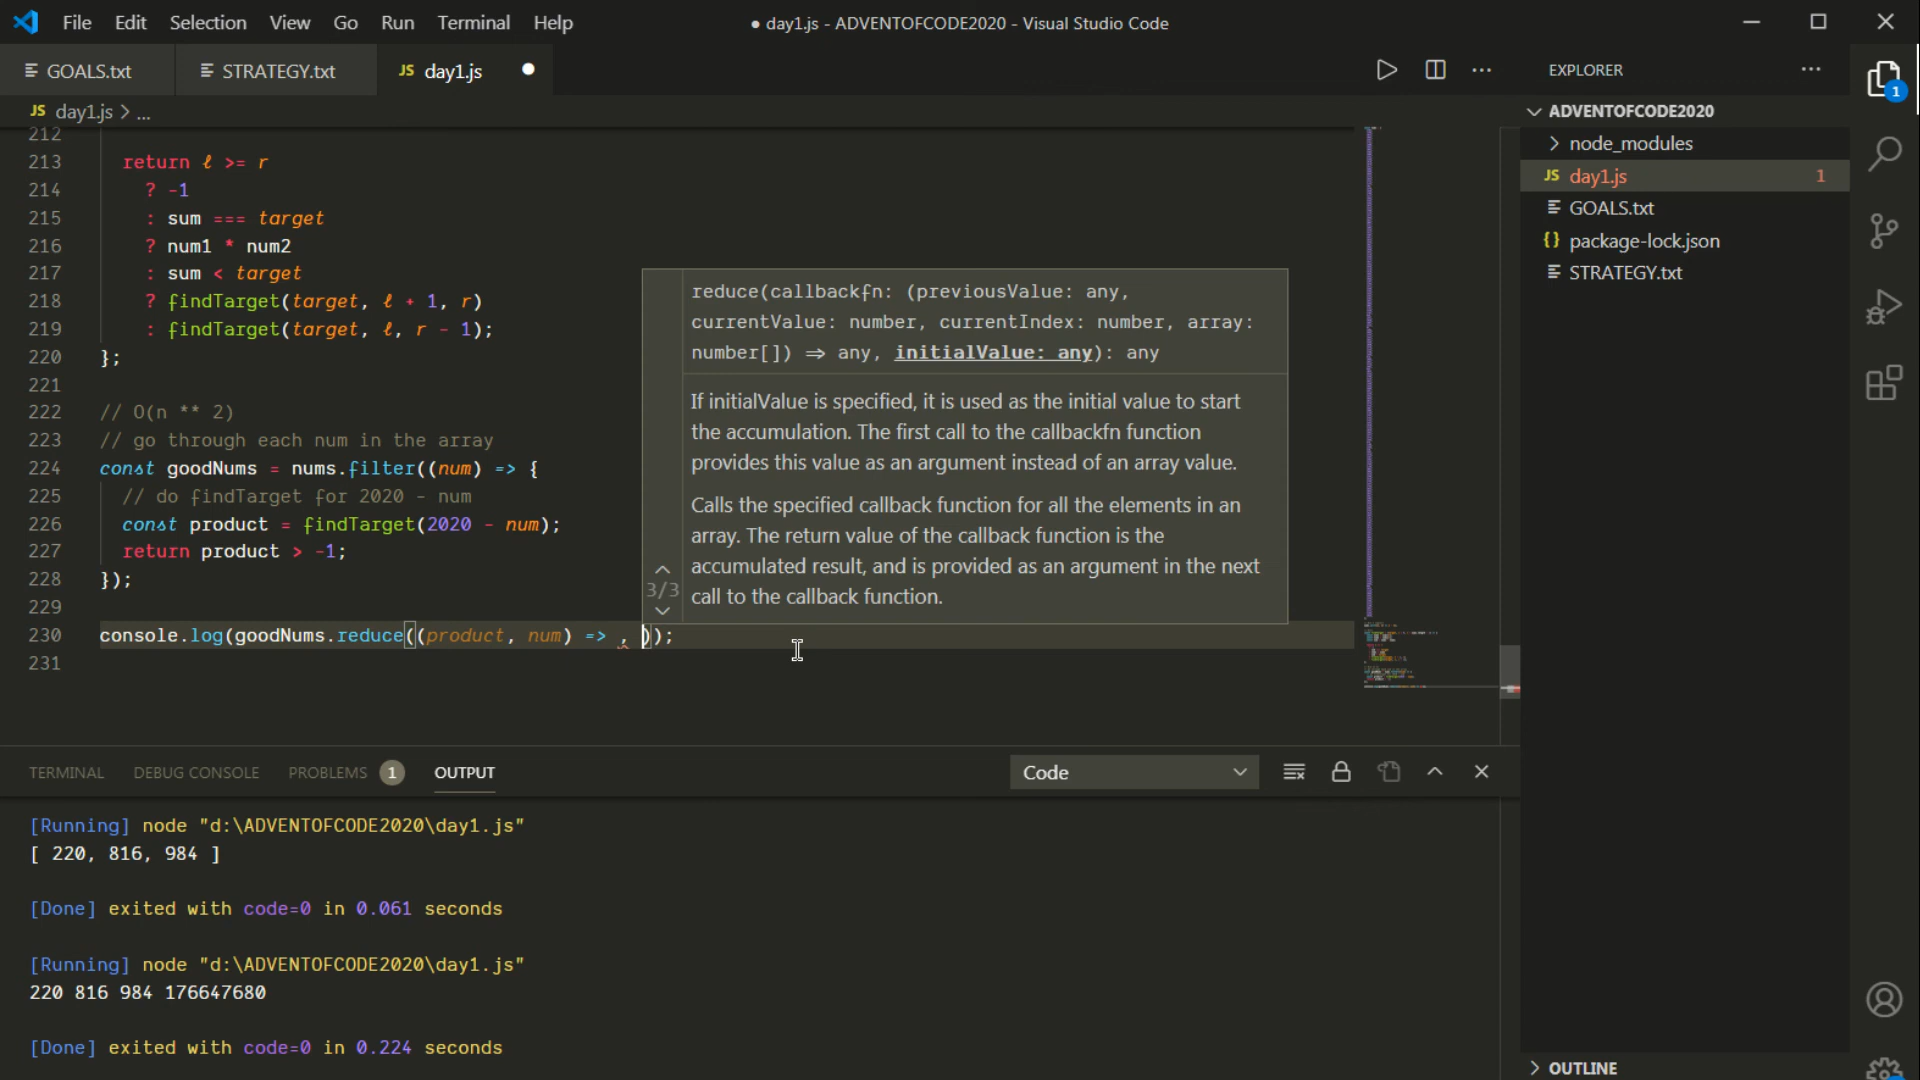 File Edit Selection View Go Run Terminal Help ● day1.js - ADVENTOFCODE2020 - Visual Studio Code
GOALS.txt STRATEGY.txt JS day1.js ●
JS day1.js > ...
212
213 return ℓ >= r
214 ? -1
215 : sum === target
216 ? num1 * num2
217 : sum < target
218 ? findTarget(target, ℓ + 1, r)
219 : findTarget(target, ℓ, r - 1);
220 };
221
222 // O(n ** 2)
223 // go through each num in the array
224 const goodNums = nums.filter((num) => {
225 // do findTarget for 2020 - num
226 const product = findTarget(2020 - num);
227 return product > -1;
228 });
229
230 console.log(goodNums.reduce((product, num) => , ));
231
reduce(callbackfn: (previousValue: any,
currentValue: number, currentIndex: number, array:
number[]) => any, initialValue: any): any
If initialValue is specified, it is used as the initial value to start
the accumulation. The first call to the callbackfn function
provides this value as an argument instead of an array value.
Calls the specified callback function for all the elements in an
array. The return value of the callback function is the
accumulated result, and is provided as an argument in the next
call to the callback function.
3/3
EXPLORER
ADVENTOFCODE2020
node_modules
JS day1.js 1
GOALS.txt
{} package-lock.json
STRATEGY.txt
OUTLINE
1
TERMINAL DEBUG CONSOLE PROBLEMS 1 OUTPUT Code
[Running] node "d:\ADVENTOFCODE2020\day1.js"
[ 220, 816, 984 ]
[Done] exited with code=0 in 0.061 seconds
[Running] node "d:\ADVENTOFCODE2020\day1.js"
220 816 984 176647680
[Done] exited with code=0 in 0.224 seconds